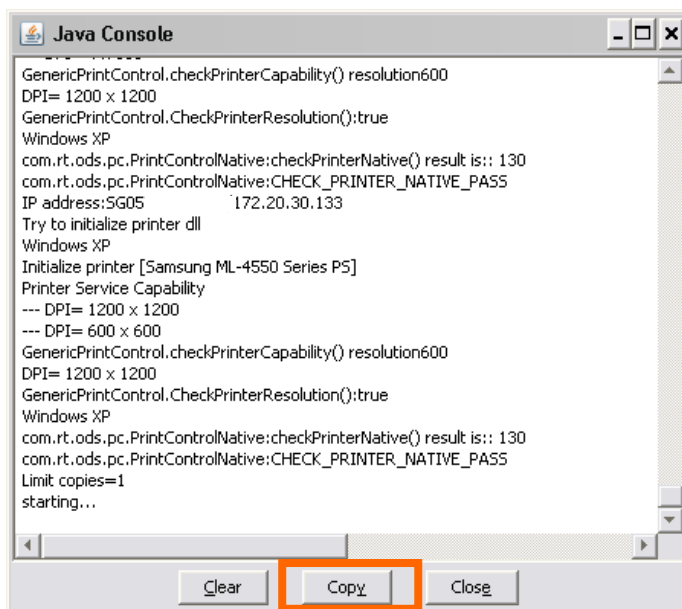 Java Console
GenericPrintControl.checkPrinterCapability() resolution600
DPI= 1200 x 1200
GenericPrintControl.CheckPrinterResolution():true
Windows XP
com.rt.ods.pc.PrintControlNative:checkPrinterNative() result is:: 130
com.rt.ods.pc.PrintControlNative:CHECK_PRINTER_NATIVE_PASS
IP address:SG05 172.20.30.133
Try to initialize printer dll
Windows XP
Initialize printer [Samsung ML-4550 Series PS]
Printer Service Capability
--- DPI= 1200 x 1200
--- DPI= 600 x 600
GenericPrintControl.checkPrinterCapability() resolution600
DPI= 1200 x 1200
GenericPrintControl.CheckPrinterResolution():true
Windows XP
com.rt.ods.pc.PrintControlNative:checkPrinterNative() result is:: 130
com.rt.ods.pc.PrintControlNative:CHECK_PRINTER_NATIVE_PASS
Limit copies=1
starting...
Clear Copy Close